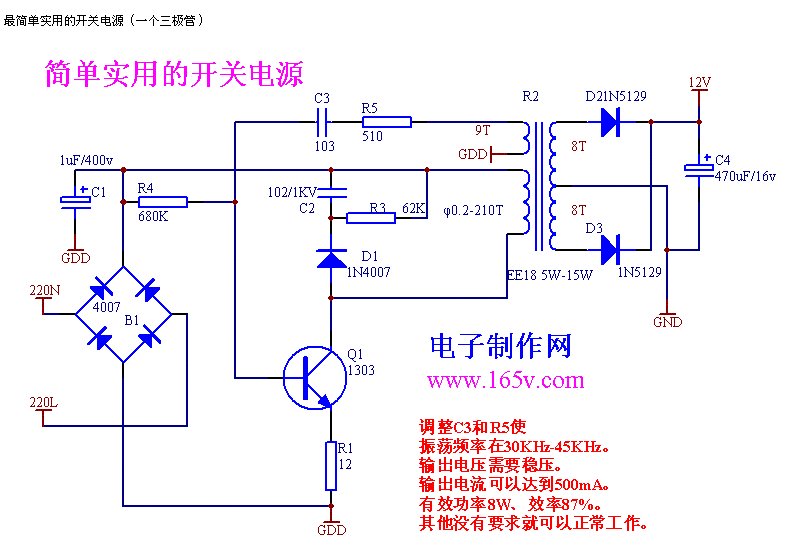 最简单实用的开关电源（一个三极管）
简单实用的开关电源
12V
C3
R5
R2
D21N5129
103
510
9T
8T
GDD
1uF/400v
C1
R4
680K
102/1KV
C2
R3
62K
φ0.2-210T
C4
470uF/16v
8T
D3
GDD
D1
1N4007
EE18 5W-15W
1N5129
220N
4007
B1
GND
Q1
1303
电子制作网
www.165v.com
220L
R1
12
GDD
调整C3和R5使
振荡频率在30KHz-45KHz。
输出电压需要稳压。
输出电流可以达到500mA。
有效功率8W、效率87%。
其他没有要求就可以正常工作。